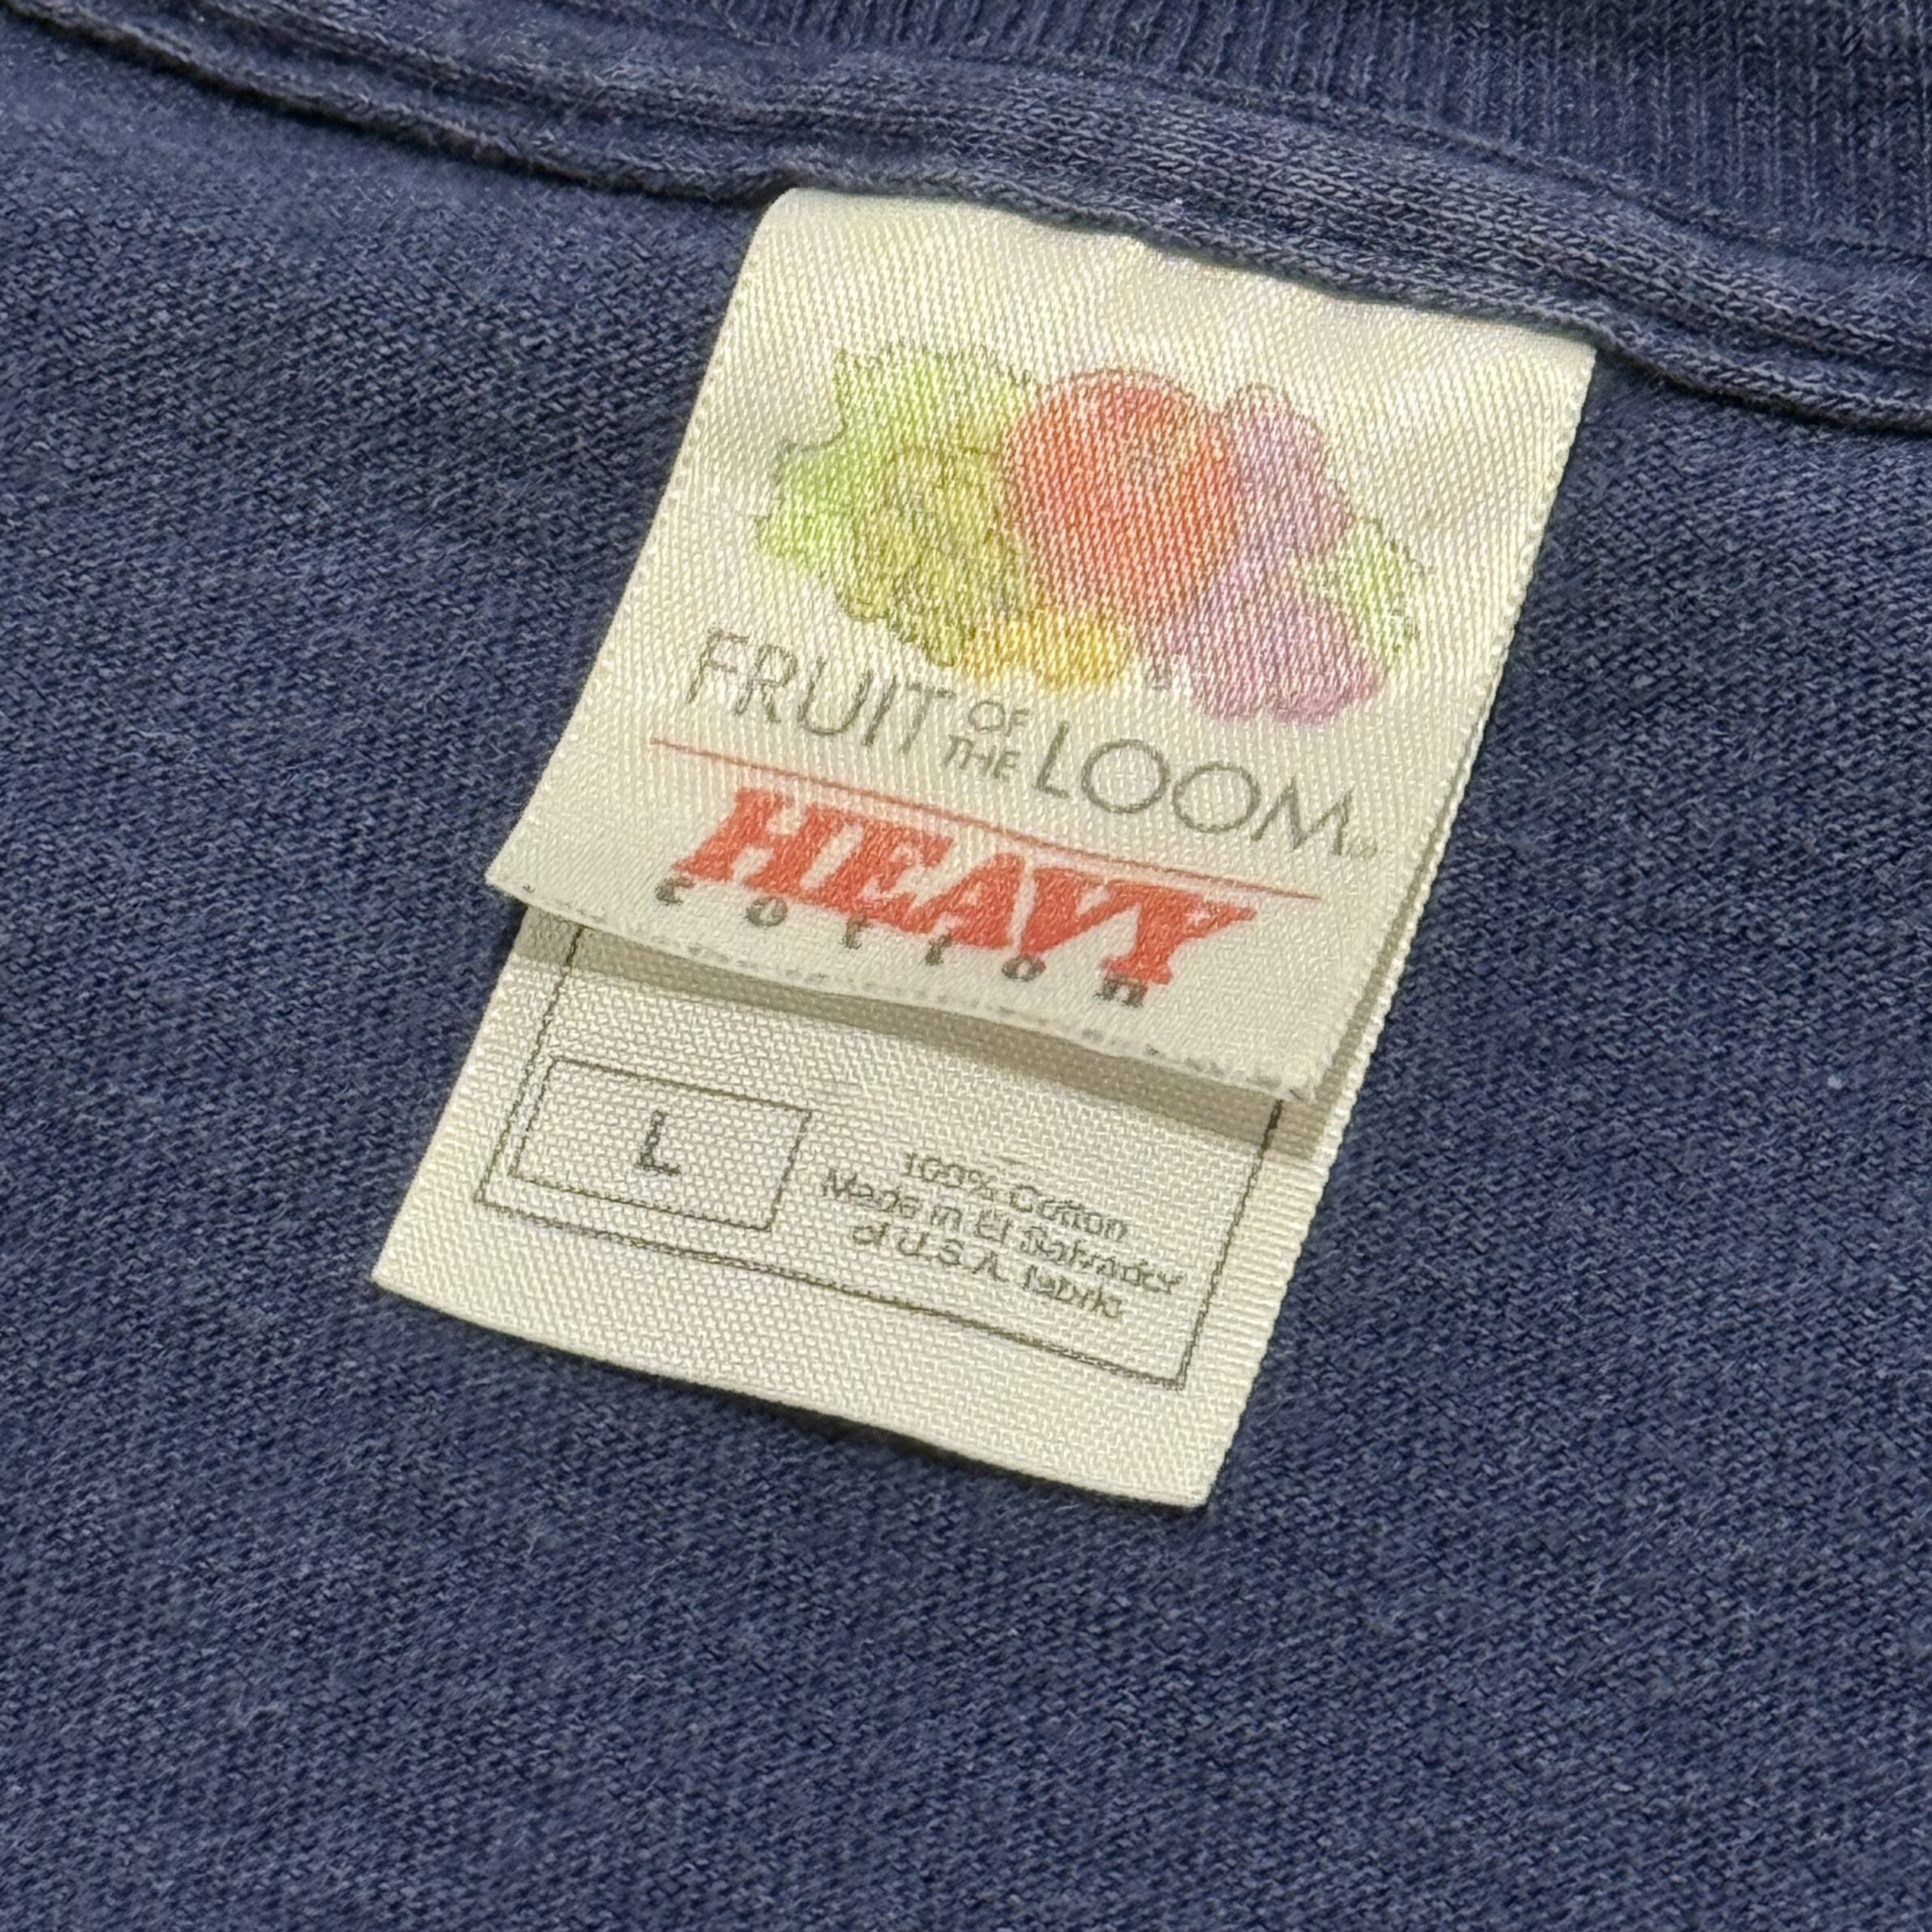 FRUIT OF THE LOOM
HEAVY
cotton
L
100% Cotton
Made in El Salvador
of U.S.A. fabric